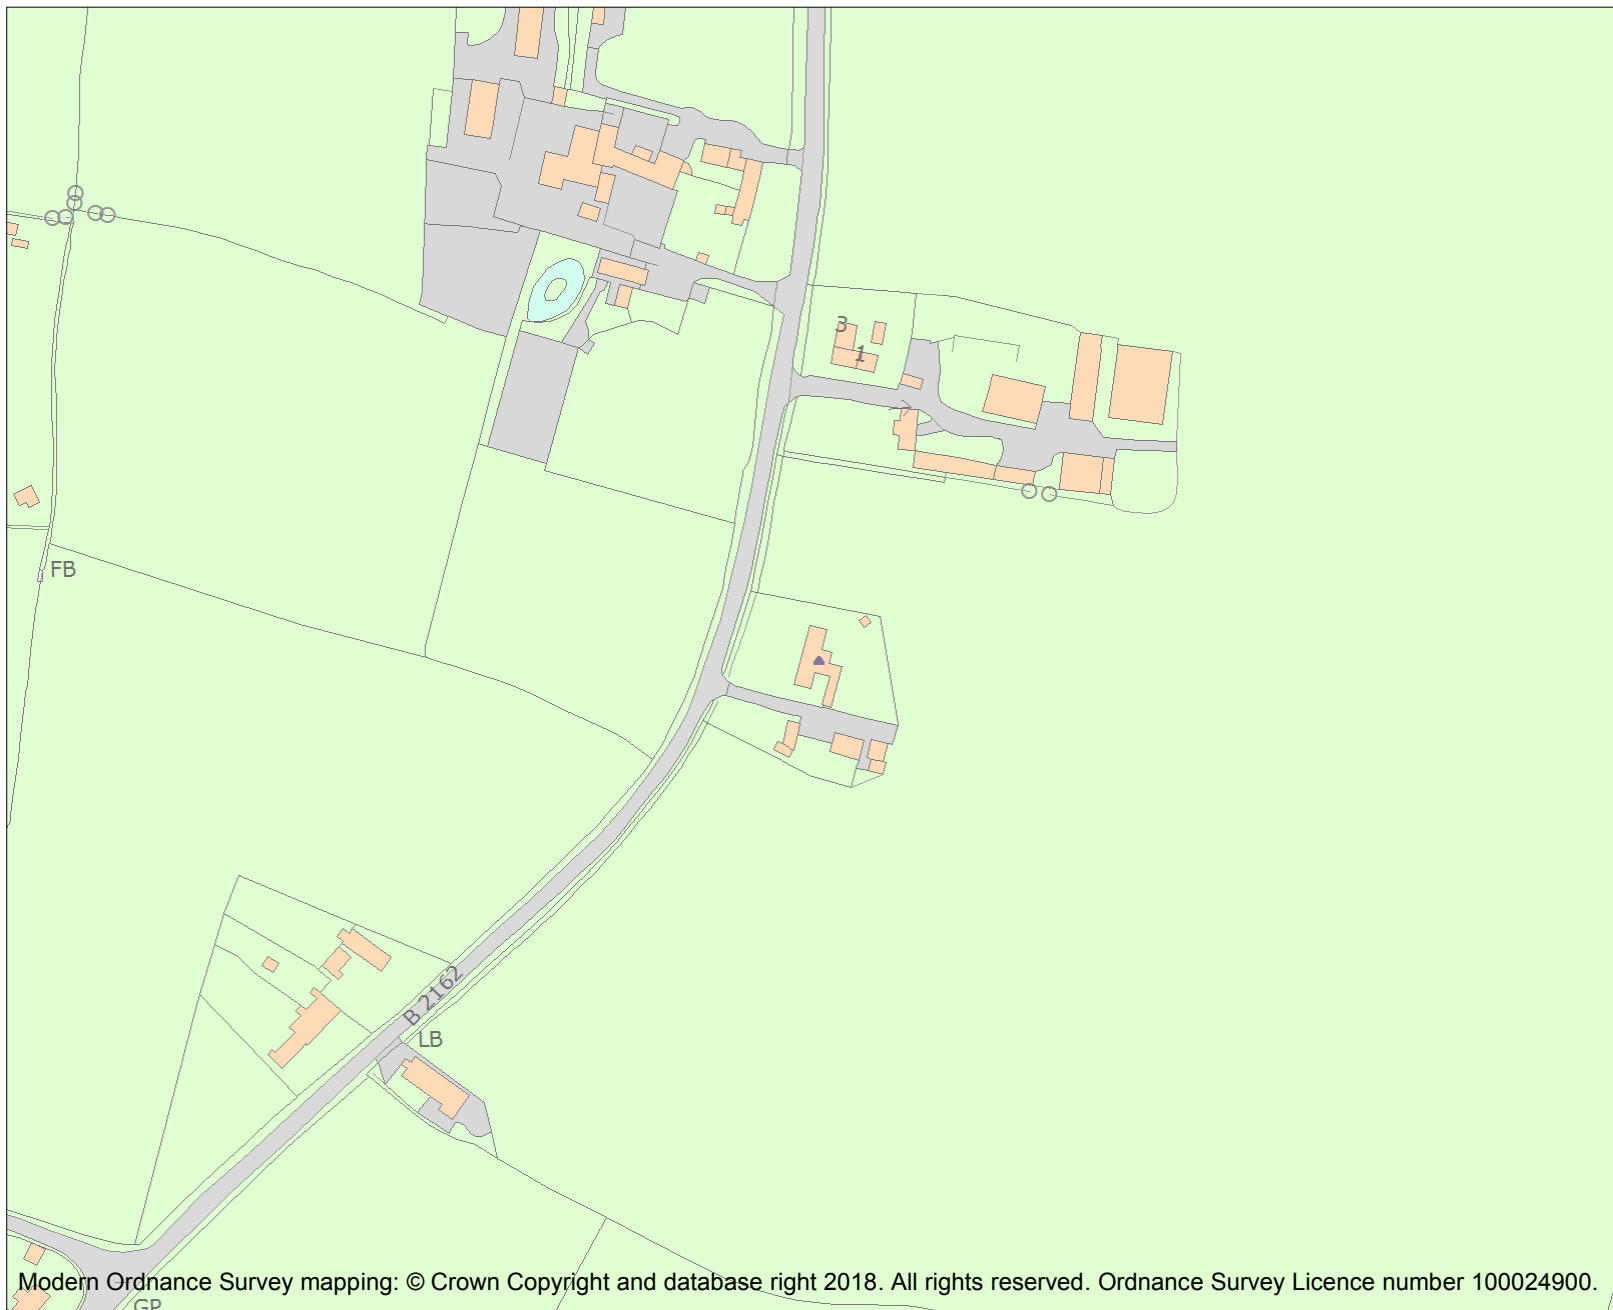 3
1
FB
B 2162
LB
Modern Ordnance Survey mapping: © Crown Copyright and database right 2018. All rights reserved. Ordnance Survey Licence number 100024900.
GP